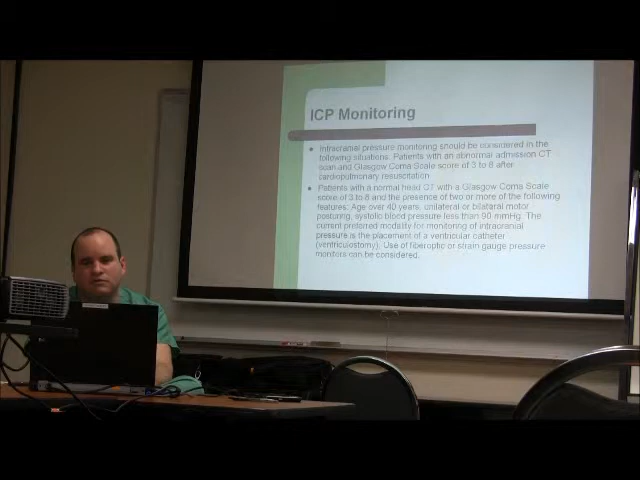 ICP Monitoring
Intracranial pressure monitoring should be considered in the
following situations. Patients with an abnormal admission CT
scan and Glasgow Coma Scale score of 3 to 8 after
cardiopulmonary resuscitation
Patients with a normal head CT with a Glasgow Coma Scale
score of 3 to 8 and the presence of two or more of the following
features: Age over 40 years, unilateral or bilateral motor
posturing, systolic blood pressure less than 90 mmHg. The
current preferred modality for monitoring of intracranial
pressure is the placement of a ventricular catheter
(ventriculostomy). Use of fiberoptic or strain gauge pressure
monitors can be considered.